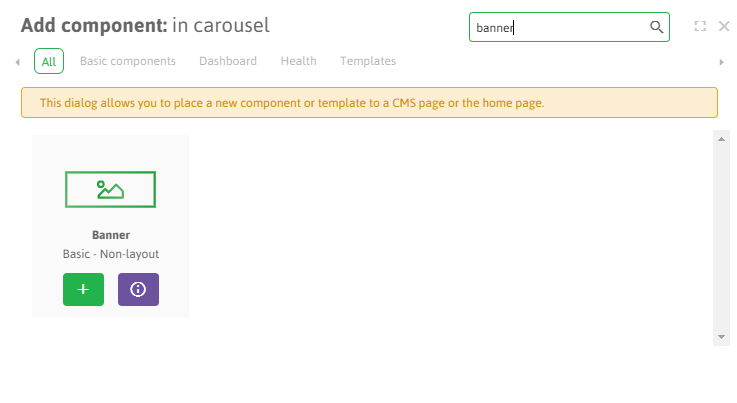 Add component: in carousel
banner
All Basic components Dashboard Health Templates
This dialog allows you to place a new component or template to a CMS page or the home page.
Banner
Basic - Non-layout